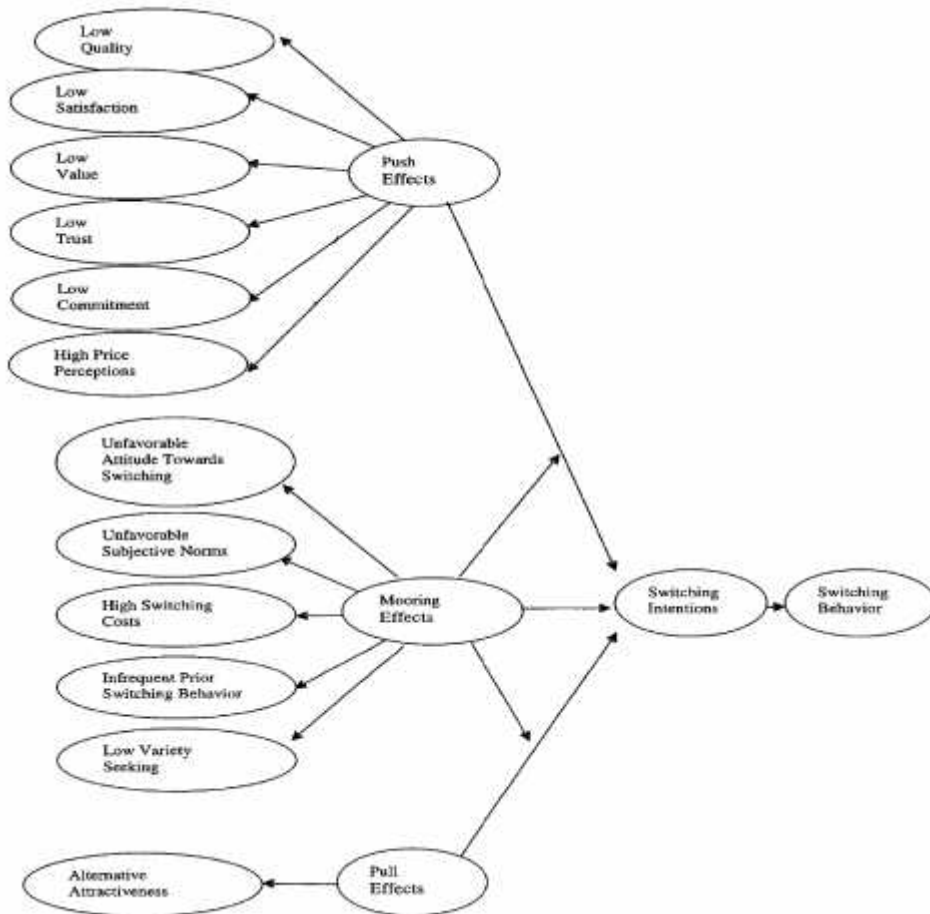 Low
Quality
Low
Satisfaction
Low
Value
Low
Trust
Low
Commitment
High Price
Perceptions
Push
Effects
Unfavorable
Attitude Towards
Switching
Unfavorable
Subjective Norms
High Switching
Costs
Infrequent Prior
Switching Behavior
Low Variety
Seeking
Mooring
Effects
Switching
Intentions
Switching
Behavior
Alternative
Attractiveness
Pull
Effects